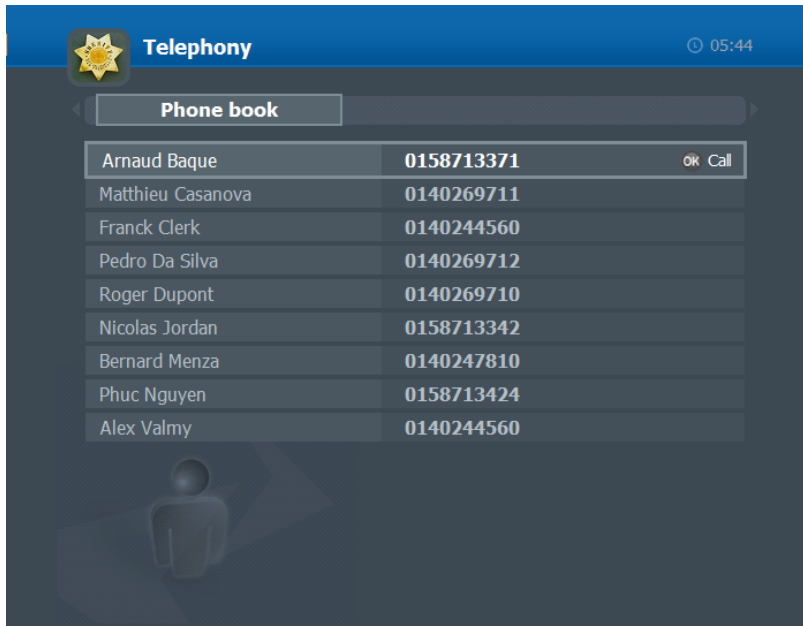 Telephony 05:44
Phone book
Arnaud Baque 0158713371 OK Call
Matthieu Casanova 0140269711
Franck Clerk 0140244560
Pedro Da Silva 0140269712
Roger Dupont 0140269710
Nicolas Jordan 0158713342
Bernard Menza 0140247810
Phuc Nguyen 0158713424
Alex Valmy 0140244560